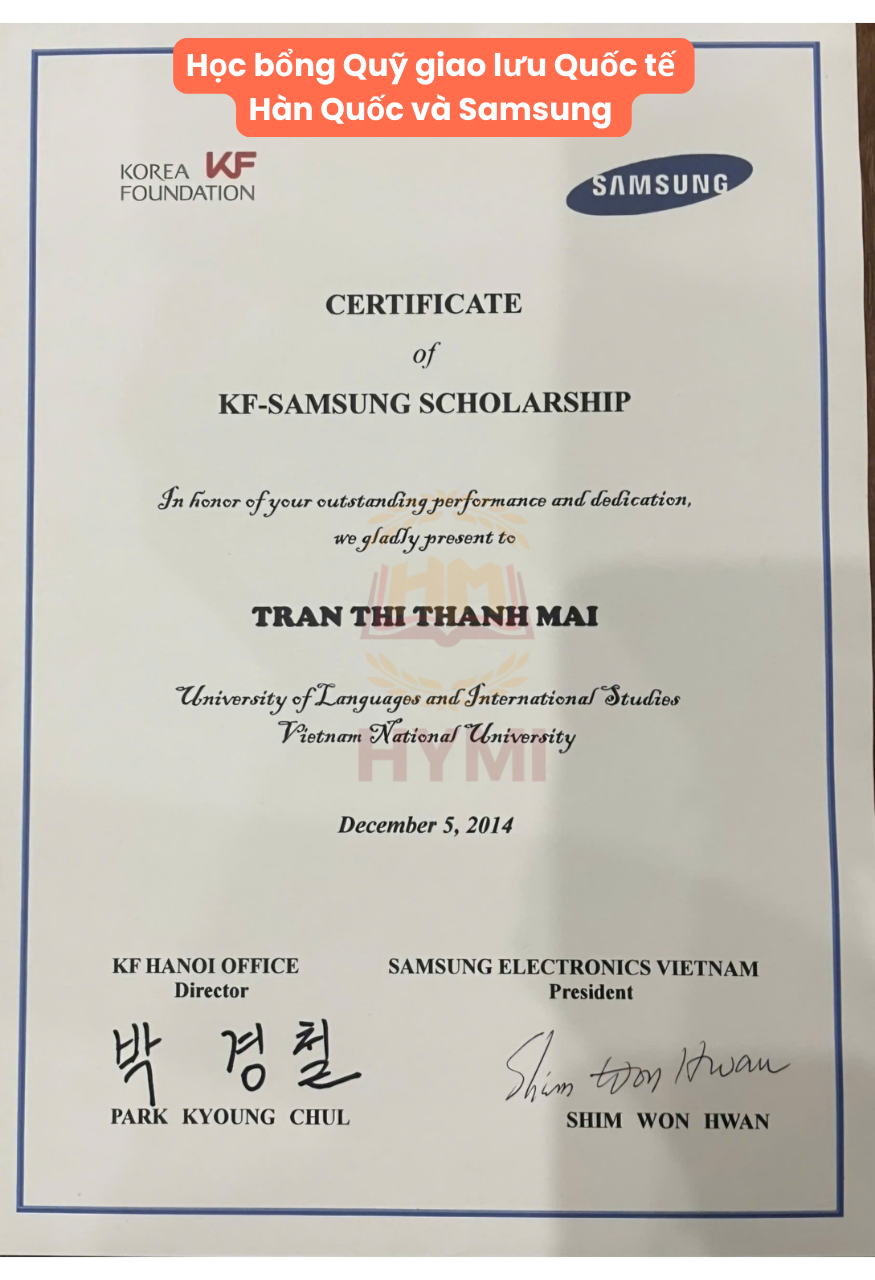 Học bổng Quỹ giao lưu Quốc tế
Hàn Quốc và Samsung
KOREA KF
FOUNDATION
SAMSUNG
CERTIFICATE
of
KF-SAMSUNG SCHOLARSHIP
In honor of your outstanding performance and dedication,
we gladly present to
HM
TRAN THI THANH MAI
University of Languages and International Studies
Vietnam National University
HYMI
December 5, 2014
KF HANOI OFFICE
Director
SAMSUNG ELECTRONICS VIETNAM
President
박 경 철
Shim Won Hwan
PARK KYOUNG CHUL
SHIM WON HWAN